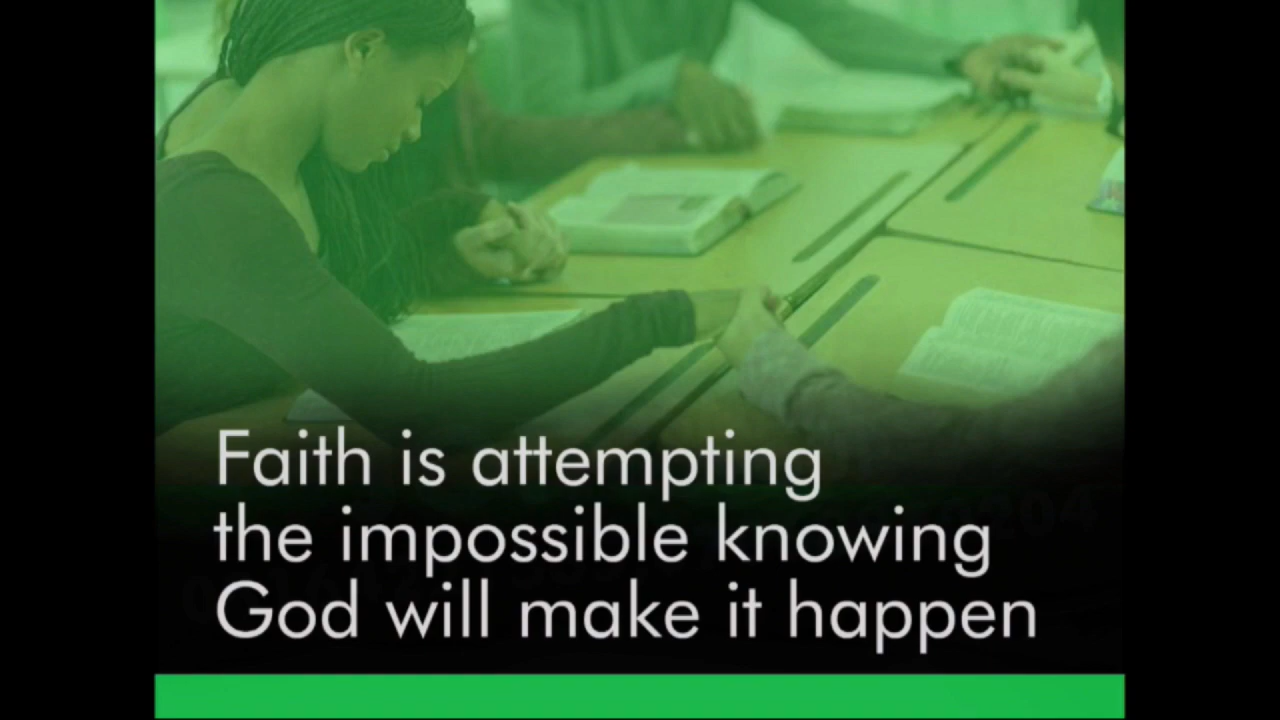 Faith is attempting
the impossible knowing
God will make it happen